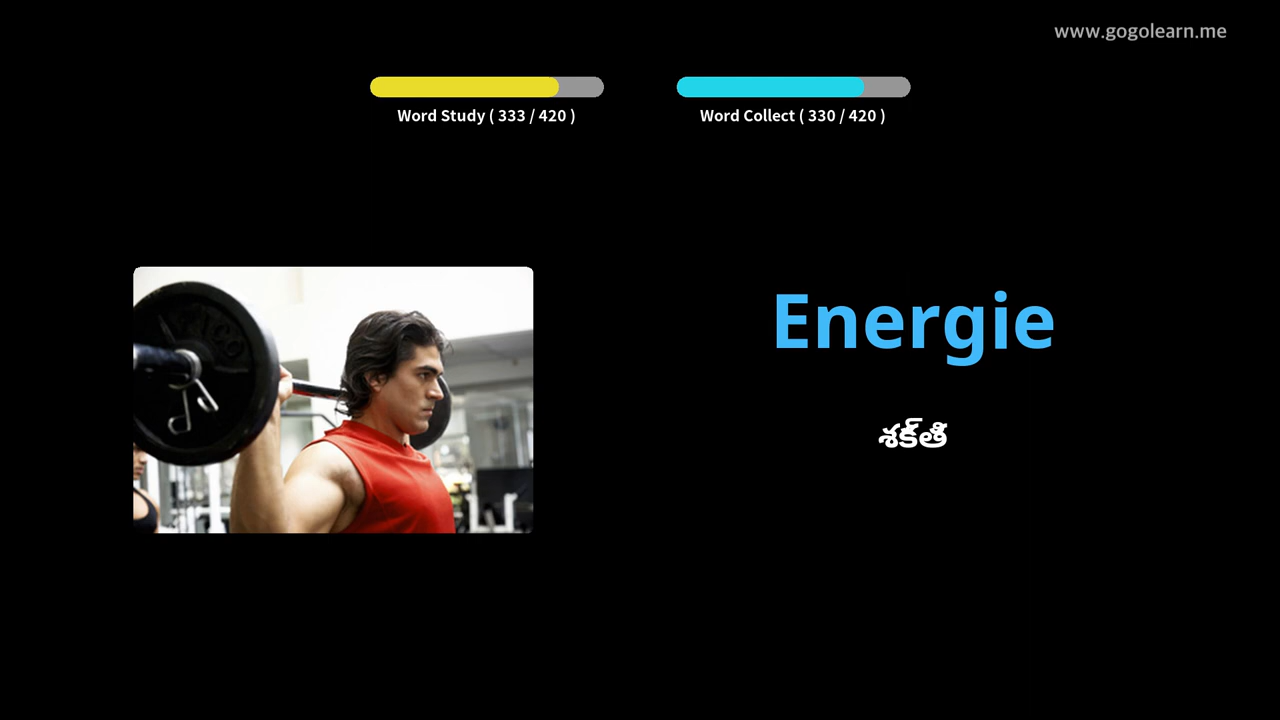 www.gogolearn.me
Word Study ( 333 / 420 )
Word Collect ( 330 / 420 )
Energie
శక్తి